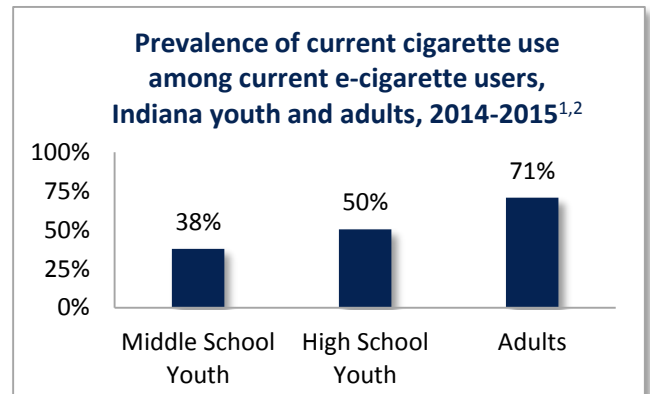 Prevalence of current cigarette use
among current e-cigarette users,
Indiana youth and adults, 2014-2015¹,²
100%
75%
50%
25%
0%
38%
50%
71%
Middle School
Youth
High School
Youth
Adults